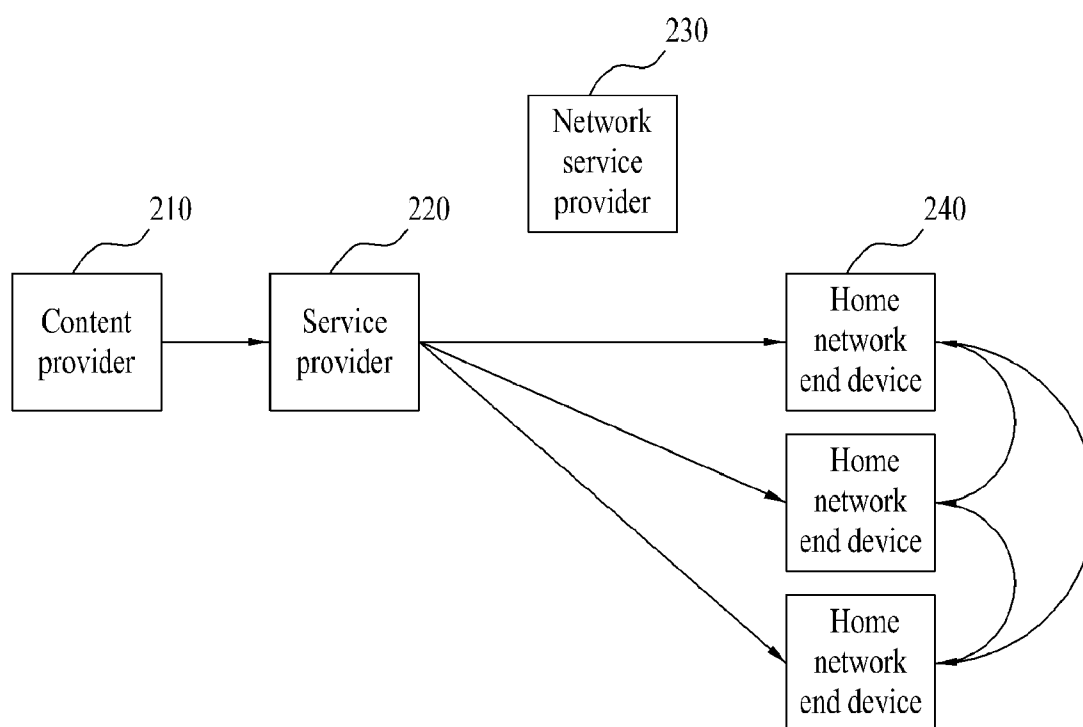 230
Network
service
provider
210
220
240
Content
provider
Service
provider
Home
network
end device
Home
network
end device
Home
network
end device